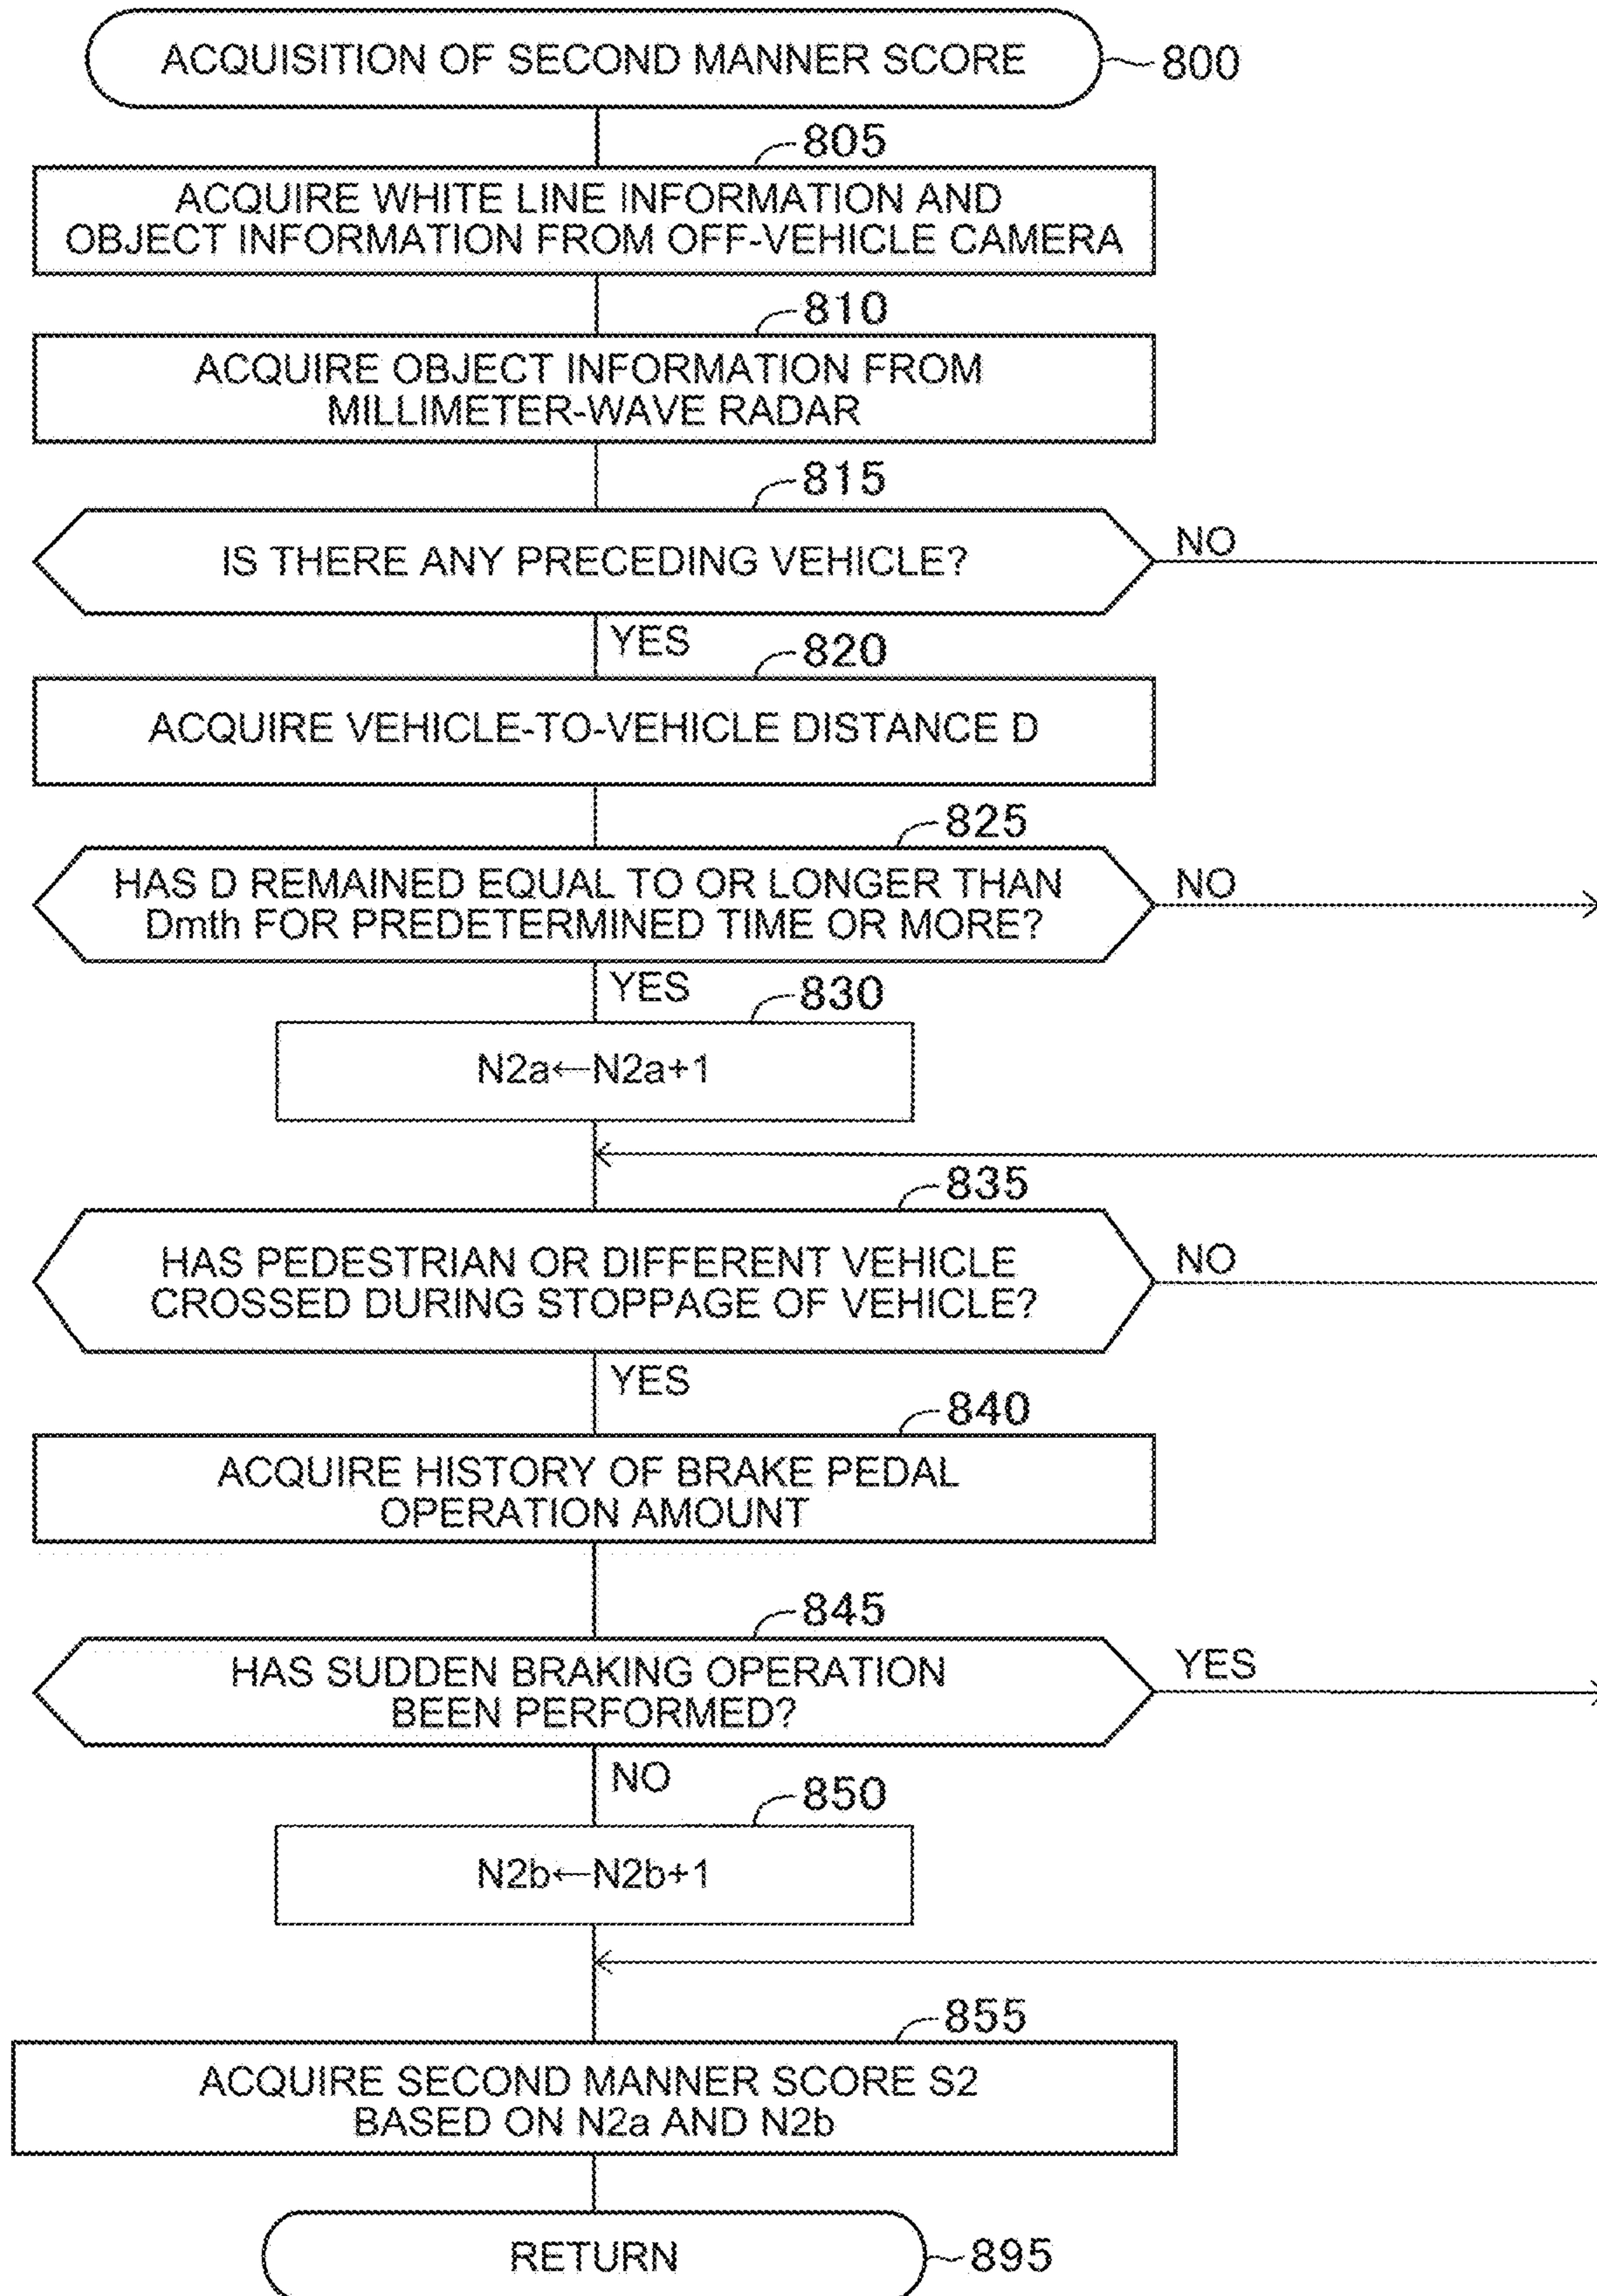 ACQUISITION OF SECOND MANNER SCORE
800
805
ACQUIRE WHITE LINE INFORMATION AND
OBJECT INFORMATION FROM OFF-VEHICLE CAMERA
810
ACQUIRE OBJECT INFORMATION FROM
MILLIMETER-WAVE RADAR
815
IS THERE ANY PRECEDING VEHICLE?
NO
YES
820
ACQUIRE VEHICLE-TO-VEHICLE DISTANCE D
825
HAS D REMAINED EQUAL TO OR LONGER THAN
Dmth FOR PREDETERMINED TIME OR MORE?
NO
YES
830
N2a←N2a+1
835
HAS PEDESTRIAN OR DIFFERENT VEHICLE
CROSSED DURING STOPPAGE OF VEHICLE?
NO
YES
840
ACQUIRE HISTORY OF BRAKE PEDAL
OPERATION AMOUNT
845
HAS SUDDEN BRAKING OPERATION
BEEN PERFORMED?
YES
NO
850
N2b←N2b+1
855
ACQUIRE SECOND MANNER SCORE S2
BASED ON N2a AND N2b
RETURN
895